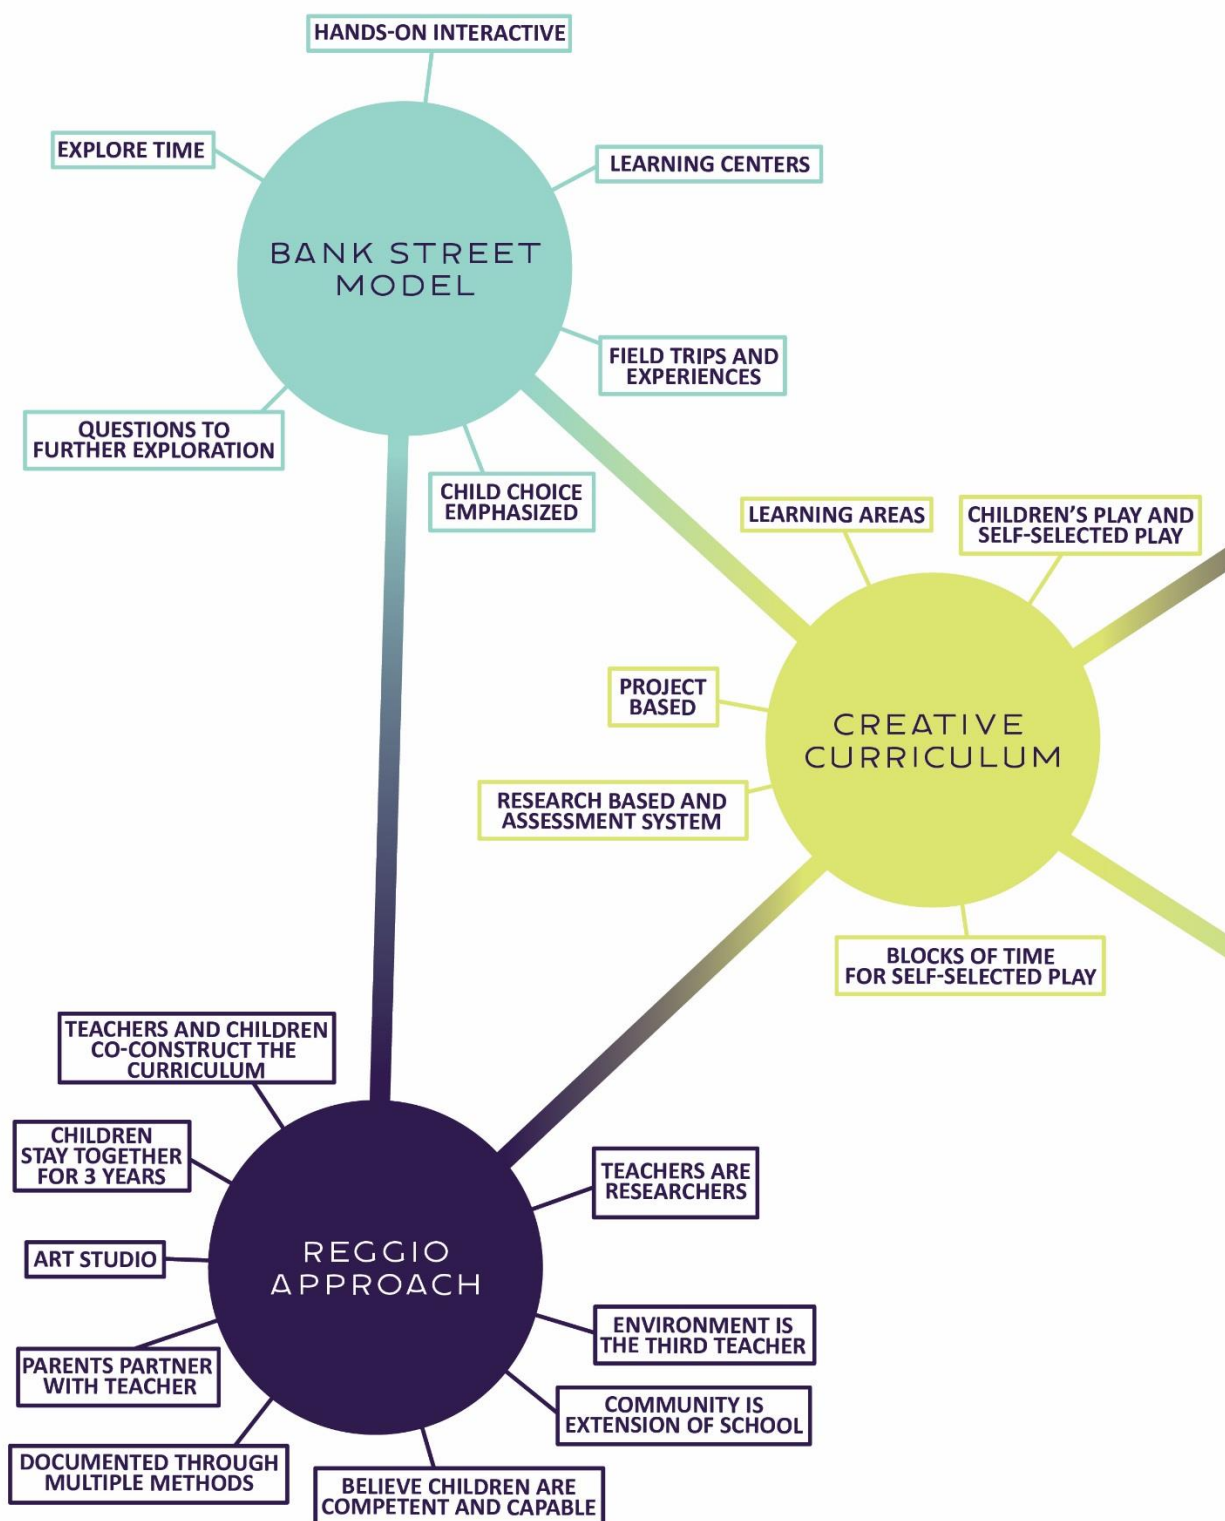 HANDS-ON INTERACTIVE
EXPLORE TIME
LEARNING CENTERS
BANK STREET
MODEL
FIELD TRIPS AND
EXPERIENCES
QUESTIONS TO
FURTHER EXPLORATION
CHILD CHOICE
EMPHASIZED
LEARNING AREAS
CHILDREN'S PLAY AND
SELF-SELECTED PLAY
PROJECT
BASED
CREATIVE
CURRICULUM
RESEARCH BASED AND
ASSESSMENT SYSTEM
BLOCKS OF TIME
FOR SELF-SELECTED PLAY
TEACHERS AND CHILDREN
CO-CONSTRUCT THE
CURRICULUM
CHILDREN
STAY TOGETHER
FOR 3 YEARS
TEACHERS ARE
RESEARCHERS
ART STUDIO
REGGIO
APPROACH
ENVIRONMENT IS
THE THIRD TEACHER
PARENTS PARTNER
WITH TEACHER
COMMUNITY IS
EXTENSION OF SCHOOL
DOCUMENTED THROUGH
MULTIPLE METHODS
BELIEVE CHILDREN ARE
COMPETENT AND CAPABLE